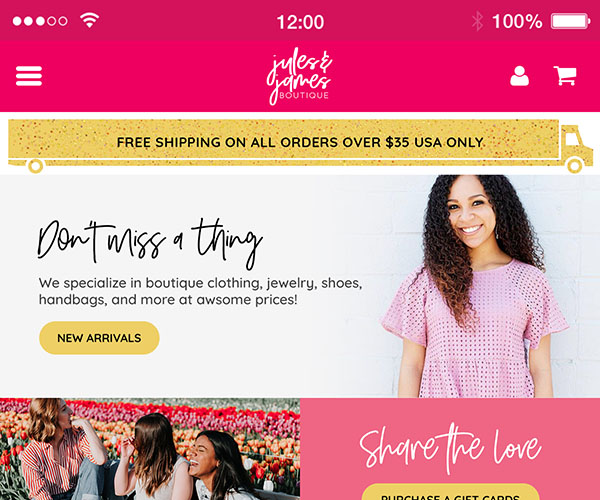 12:00
100%
jules &
james
BOUTIQUE
FREE SHIPPING ON ALL ORDERS OVER $35 USA ONLY
Don't miss a thing
We specialize in boutique clothing, jewelry, shoes,
handbags, and more at awsome prices!
NEW ARRIVALS
Share the love
PURCHASE A GIFT CARDS